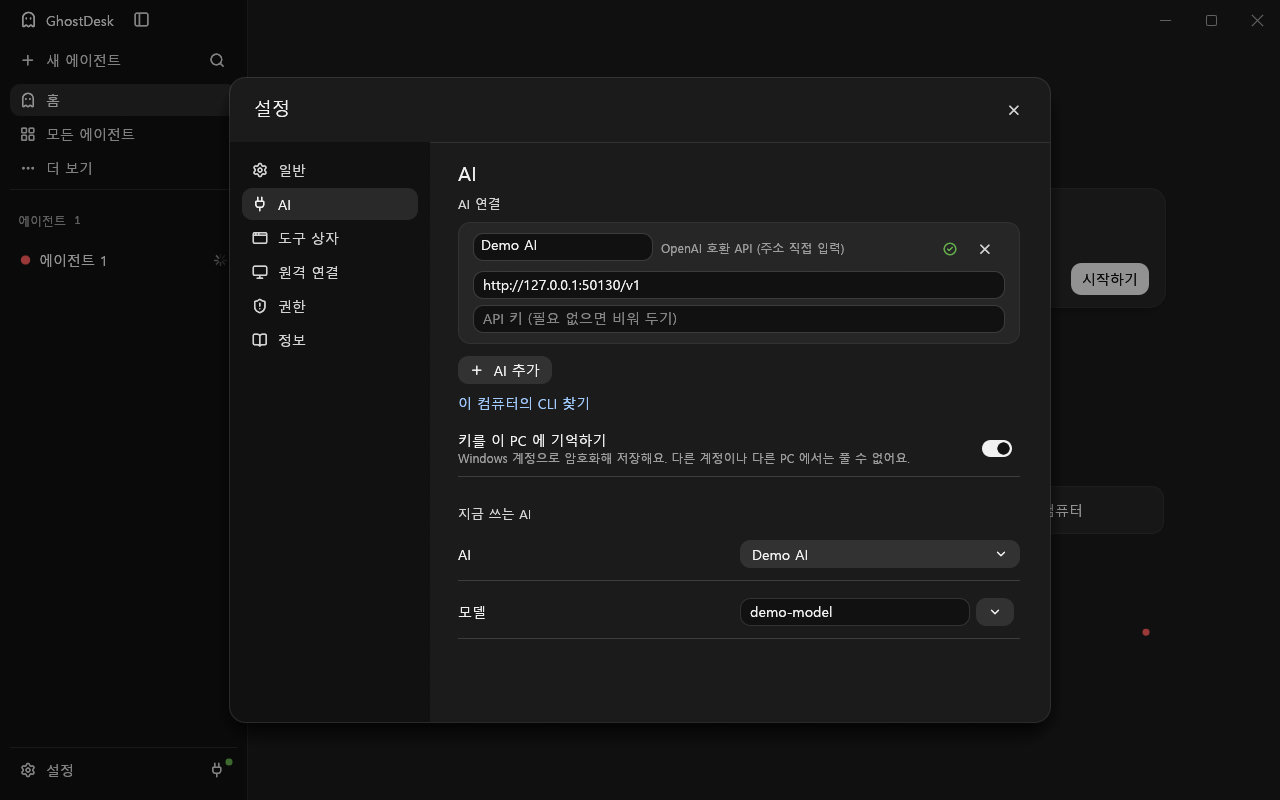 GhostDesk
새 에이전트
홈
모든 에이전트
더 보기
에이전트 1
에이전트 1
설정
설정
일반
AI
도구 상자
원격 연결
권한
정보
AI
AI 연결
Demo AI OpenAI 호환 API (주소 직접 입력)
http://127.0.0.1:50130/v1
API 키 (필요 없으면 비워 두기)
AI 추가
이 컴퓨터의 CLI 찾기
키를 이 PC 에 기억하기
Windows 계정으로 암호화해 저장해요. 다른 계정이나 다른 PC 에서는 풀 수 없어요.
지금 쓰는 AI
AI Demo AI
모델 demo-model
시작하기